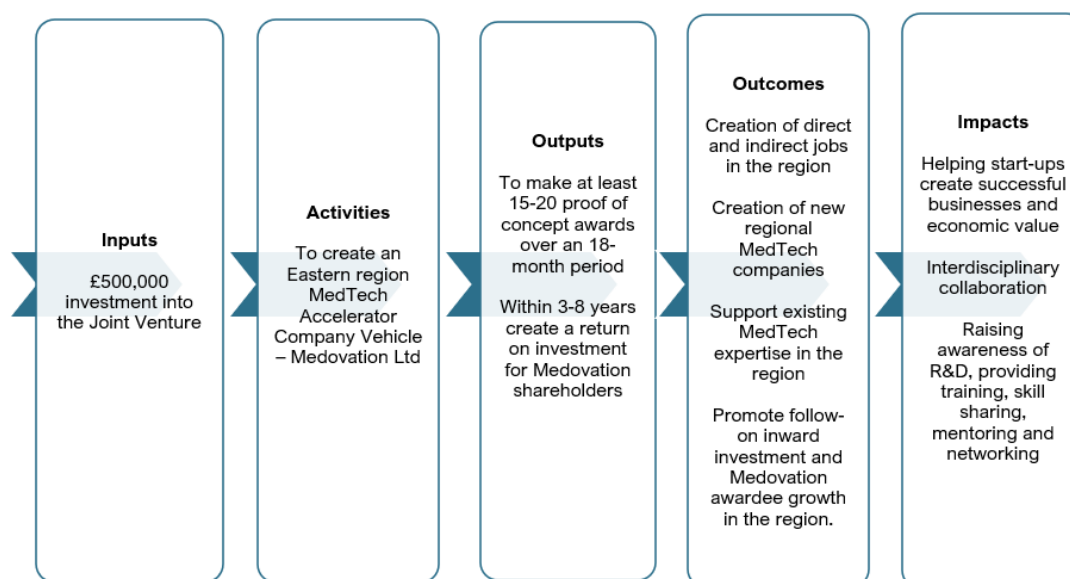 Inputs
£500,000
investment into
the Joint Venture
Activities
To create an
Eastern region
MedTech
Accelerator
Company Vehicle
– Medovation Ltd
Outputs
To make at least
15-20 proof of
concept awards
over an 18-
month period
Within 3-8 years
create a return
on investment
for Medovation
shareholders
Outcomes
Creation of direct
and indirect jobs
in the region
Creation of new
regional
MedTech
companies
Support existing
MedTech
expertise in the
region
Promote follow-
on inward
investment and
Medovation
awardee growth
in the region.
Impacts
Helping start-ups
create successful
businesses and
economic value
Interdisciplinary
collaboration
Raising
awareness of
R&D, providing
training, skill
sharing,
mentoring and
networking